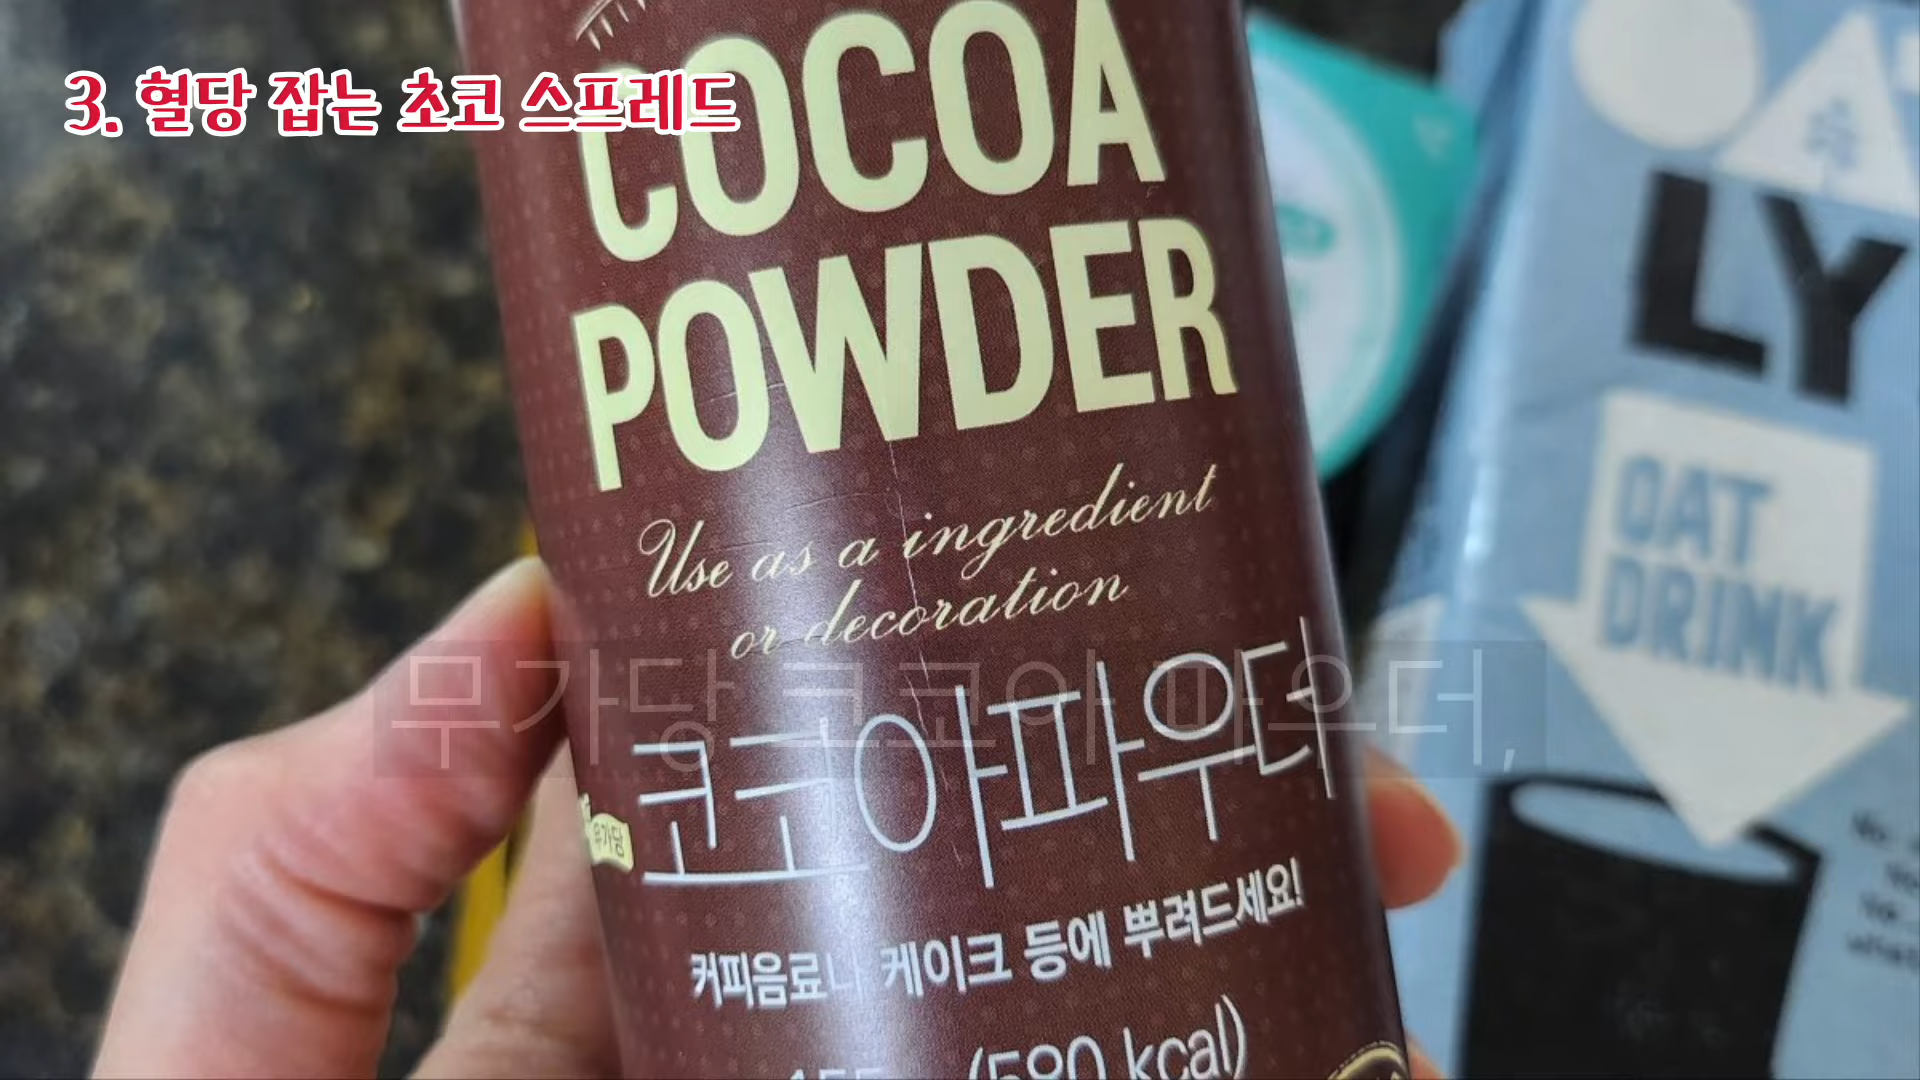 3. 혈당 잡는 초코 스프레드
COCOA
POWDER
Use as a ingredient
or decoration
무가당 코코아 파우더,
코코아파우더
무가당
커피음료나 케이크 등에 뿌려드세요!
(580 kcal)
OAT
LY
OAT
DRINK